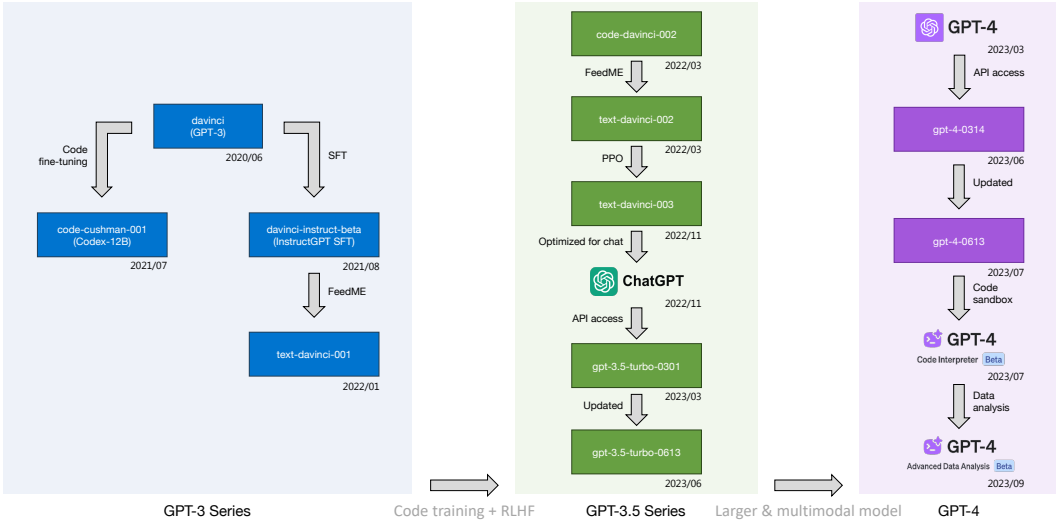 davinci
(GPT-3)
2020/06
Code
fine-tuning
SFT
code-cushman-001
(Codex-12B)
2021/07
davinci-instruct-beta
(InstructGPT SFT)
2021/08
FeedME
text-davinci-001
2022/01
GPT-3 Series
Code training + RLHF
code-davinci-002
2022/03
FeedME
text-davinci-002
2022/03
PPO
text-davinci-003
2022/11
Optimized for chat
ChatGPT
2022/11
API access
gpt-3.5-turbo-0301
2023/03
Updated
gpt-3.5-turbo-0613
2023/06
GPT-3.5 Series
Larger & multimodal model
GPT-4
2023/03
API access
gpt-4-0314
2023/06
Updated
gpt-4-0613
2023/07
Code
sandbox
GPT-4
Code Interpreter Beta
2023/07
Data
analysis
GPT-4
Advanced Data Analysis Beta
2023/09
GPT-4